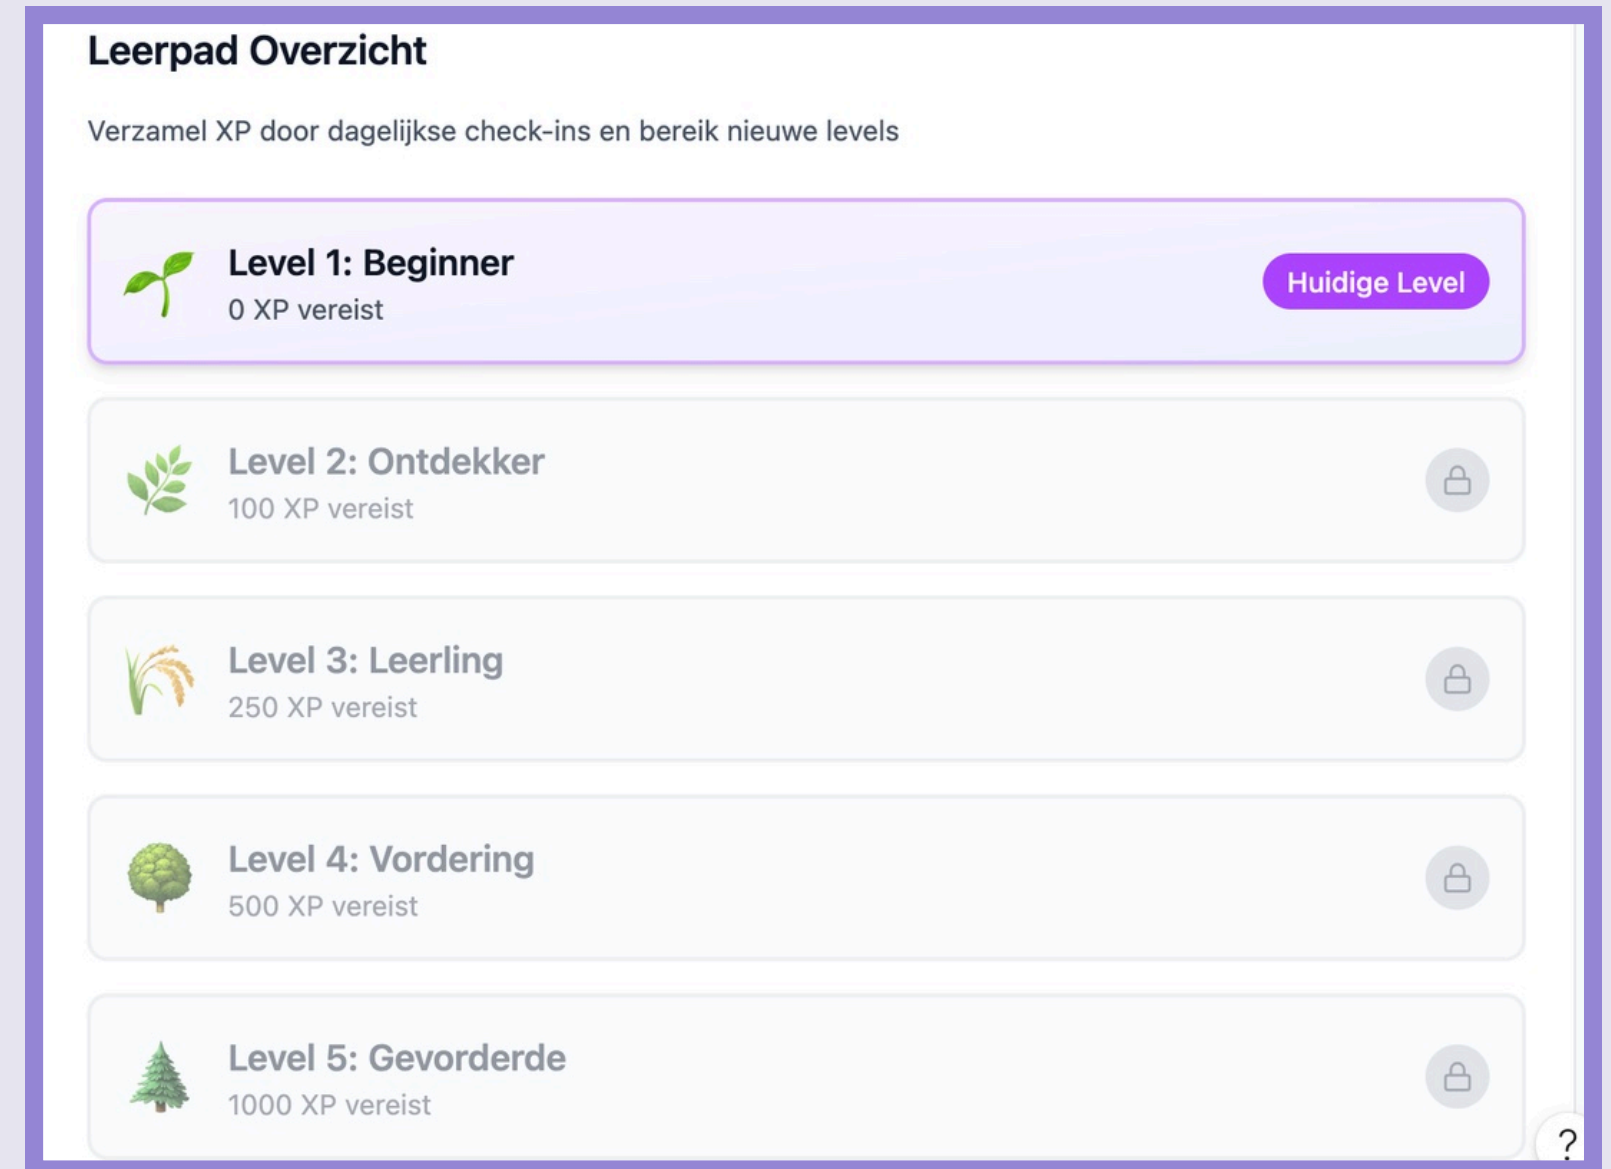 Leerpad Overzicht
Verzamel XP door dagelijkse check-ins en bereik nieuwe levels
Level 1: Beginner
0 XP vereist
Huidige Level
Level 2: Ontdekker
100 XP vereist
Level 3: Leerling
250 XP vereist
Level 4: Vordering
500 XP vereist
Level 5: Gevorderde
1000 XP vereist
?